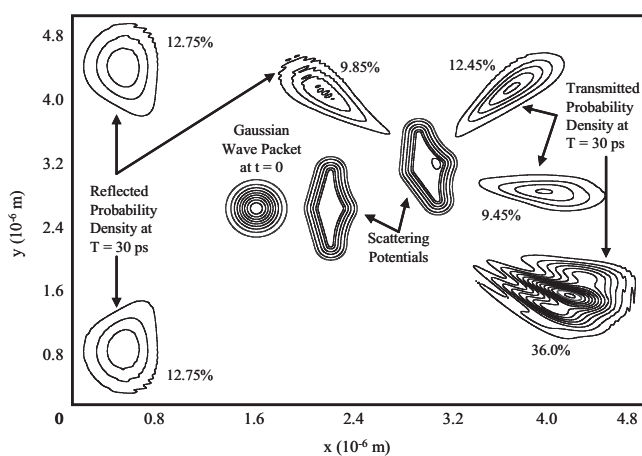 4.8
4.0
3.2
2.4
1.6
0.8
0
y (10⁻⁶ m)
12.75%
9.85%
12.45%
Transmitted
Probability
Density at
T = 30 ps
Gaussian
Wave Packet
at t = 0
Reflected
Probability
Density at
T = 30 ps
Scattering
Potentials
9.45%
36.0%
12.75%
0.8
1.6
2.4
3.2
4.0
4.8
x (10⁻⁶ m)